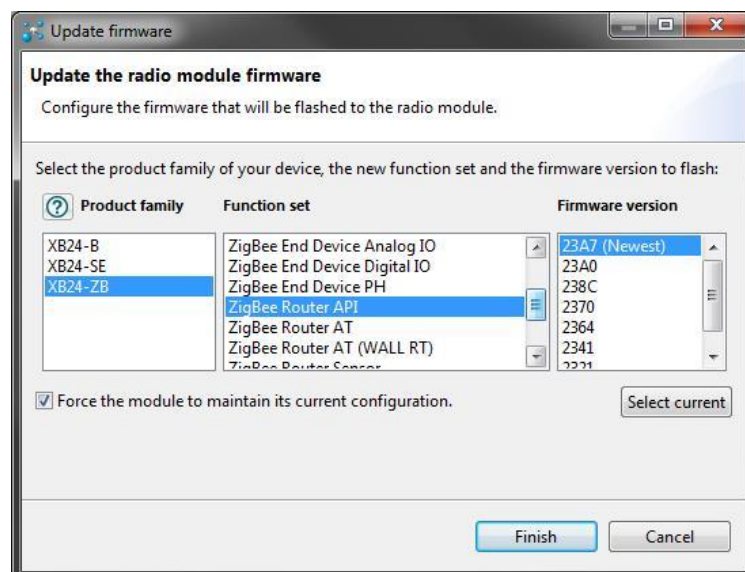 Update firmware
Update the radio module firmware
Configure the firmware that will be flashed to the radio module.
Select the product family of your device, the new function set and the firmware version to flash:
Product family
Function set
Firmware version
XB24-B
XB24-SE
XB24-ZB
ZigBee End Device Analog IO
ZigBee End Device Digital IO
ZigBee End Device PH
ZigBee Router API
ZigBee Router AT
ZigBee Router AT (WALL RT)
ZigBee Router Sensor
23A7 (Newest)
23A0
238C
2370
2364
2341
2321
Force the module to maintain its current configuration.
Select current
Finish
Cancel